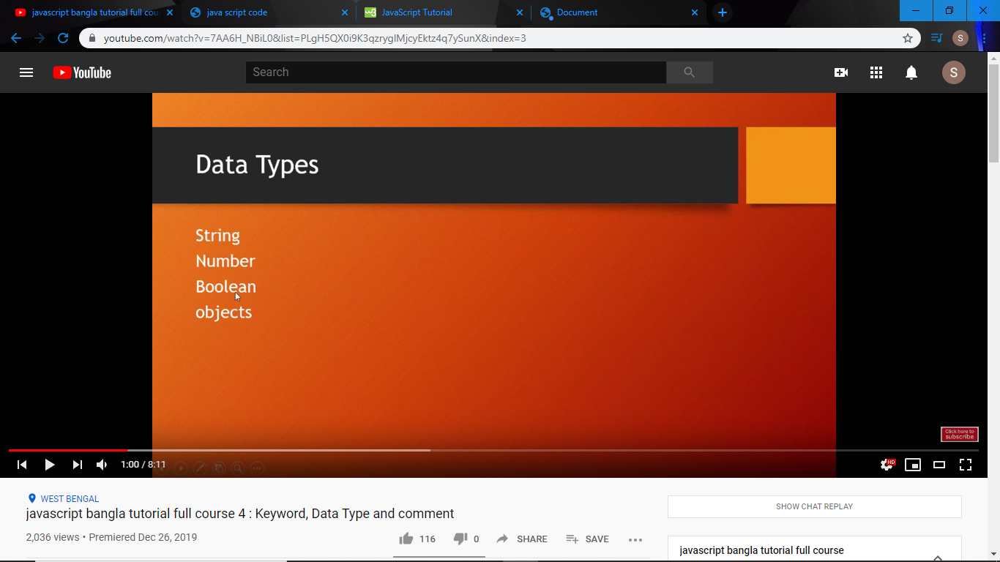 javascript bangla tutorial full cou
java script code
JavaScript Tutorial
Document
youtube.com/watch?v=7AA6H_NBiL0&list=PLgH5QX0i9K3qzryglMjcyEktz4q7ySunX&index=3
S
YouTube
Search
S
Data Types
String
Number
Boolean
objects
Click here to
subscribe
1:00 / 8:11
HD
WEST BENGAL
javascript bangla tutorial full course 4 : Keyword, Data Type and comment
2,036 views • Premiered Dec 26, 2019
116
0
SHARE
SAVE
SHOW CHAT REPLAY
javascript bangla tutorial full course